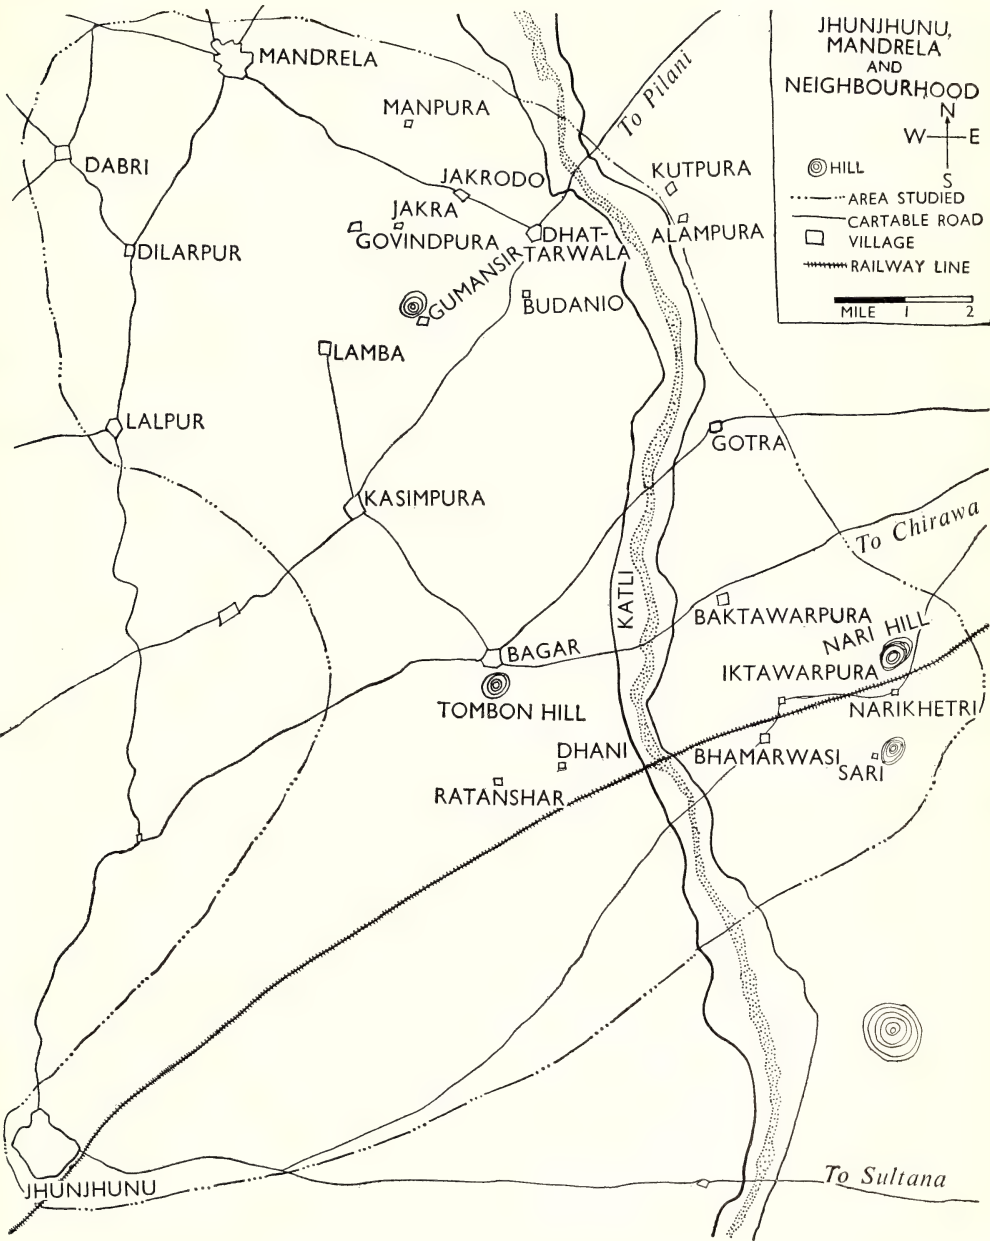 JHUNJHUNU,
MANDRELA
AND
NEIGHBOURHOOD
N
W E
S
HILL
AREA STUDIED
CARTABLE ROAD
VILLAGE
RAILWAY LINE
MILE 1 2
MANDRELA
MANPURA
To Pilani
DABRI
JAKRODO
KUTPURA
JAKRA
GOVINDPURA
DHAT-
TARWALA
ALAMPURA
DILARPUR
GUMANSIR
BUDANIO
LAMBA
LALPUR
GOTRA
KASIMPURA
To Chirawa
KATLI
BAKTAWARPURA
NARI HILL
BAGAR
IKTAWARPURA
TOMBON HILL
NARIKHETRI
DHANI
BHAMARWASI
SARI
RATANSHAR
To Sultana
JHUNJHUNU